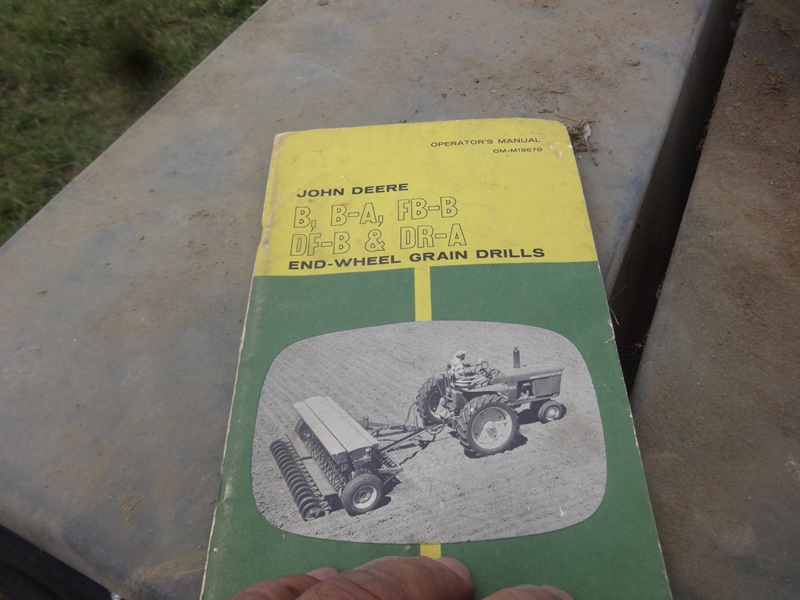 OPERATOR'S MANUAL
OM-M18670
JOHN DEERE
B, B-A, FB-B
DF-B & DR-A
END-WHEEL GRAIN DRILLS